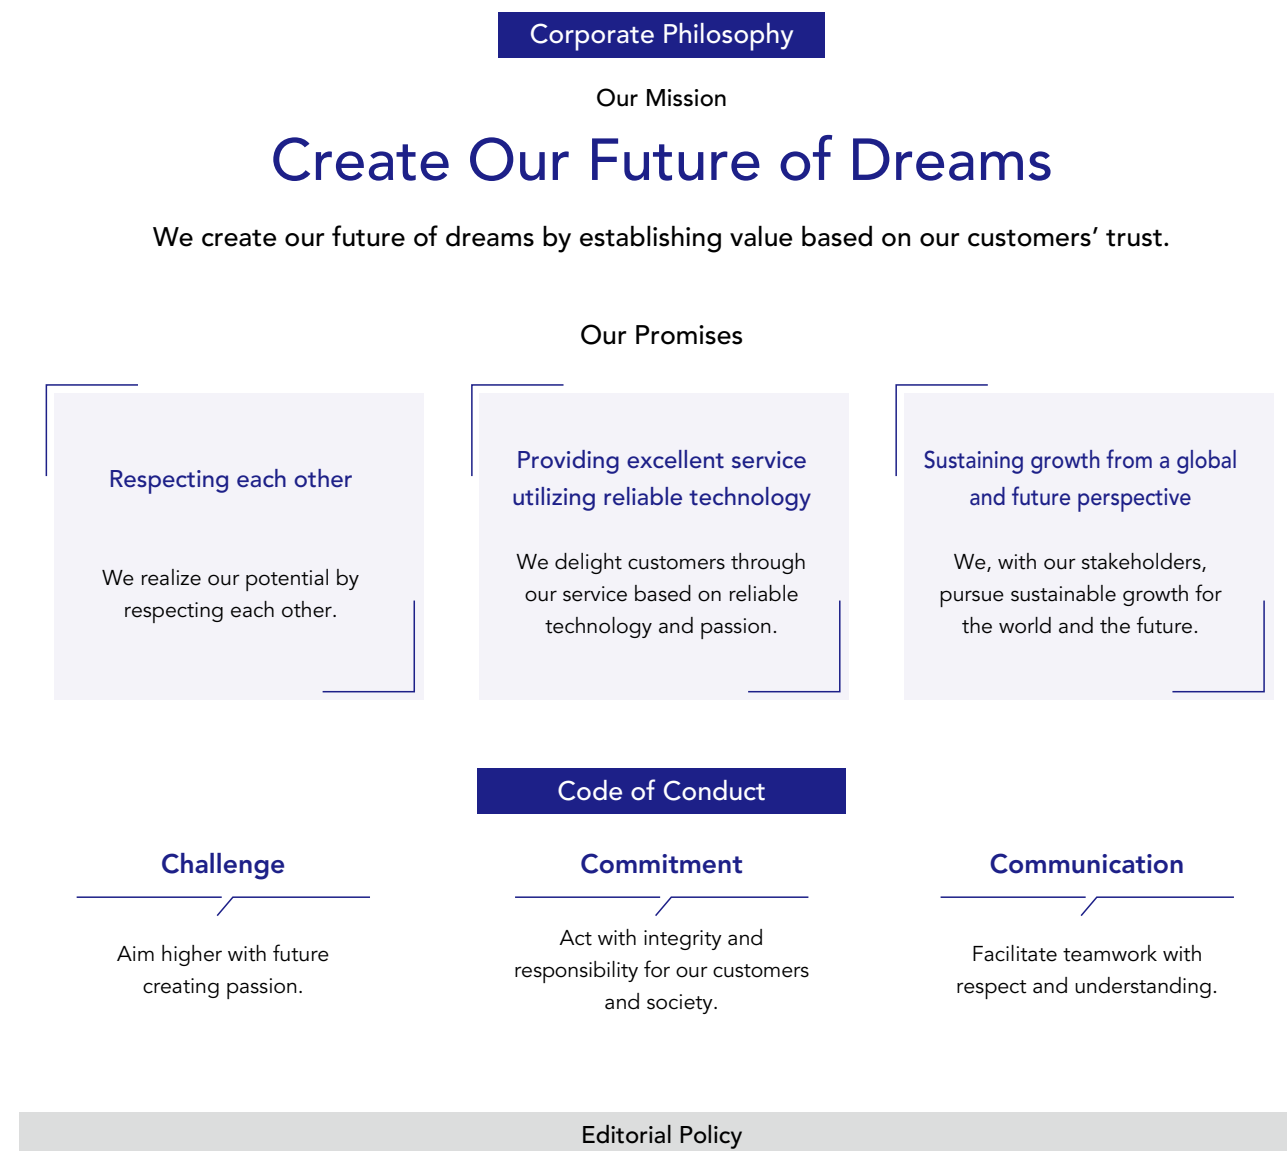 Corporate Philosophy
Our Mission
Create Our Future of Dreams
We create our future of dreams by establishing value based on our customers’ trust.
Our Promises
Respecting each other
We realize our potential by
respecting each other.
Providing excellent service
utilizing reliable technology
We delight customers through
our service based on reliable
technology and passion.
Sustaining growth from a global
and future perspective
We, with our stakeholders,
pursue sustainable growth for
the world and the future.
Code of Conduct
Challenge
Aim higher with future
creating passion.
Commitment
Act with integrity and
responsibility for our customers
and society.
Communication
Facilitate teamwork with
respect and understanding.
Editorial Policy